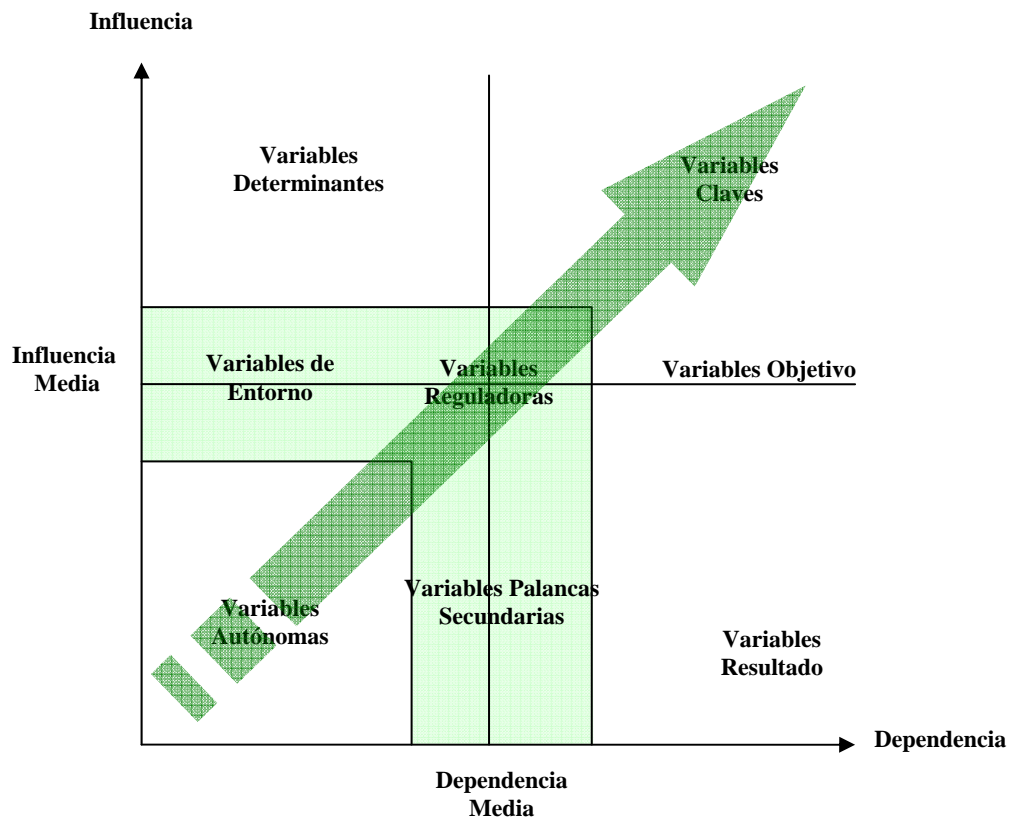 Influencia
Variables
Determinantes
Variables
Claves
Influencia
Media
Variables de
Entorno
Variables
Reguladoras
Variables Objetivo
Variables
Autónomas
Variables Palancas
Secundarias
Variables
Resultado
Dependencia
Dependencia
Media